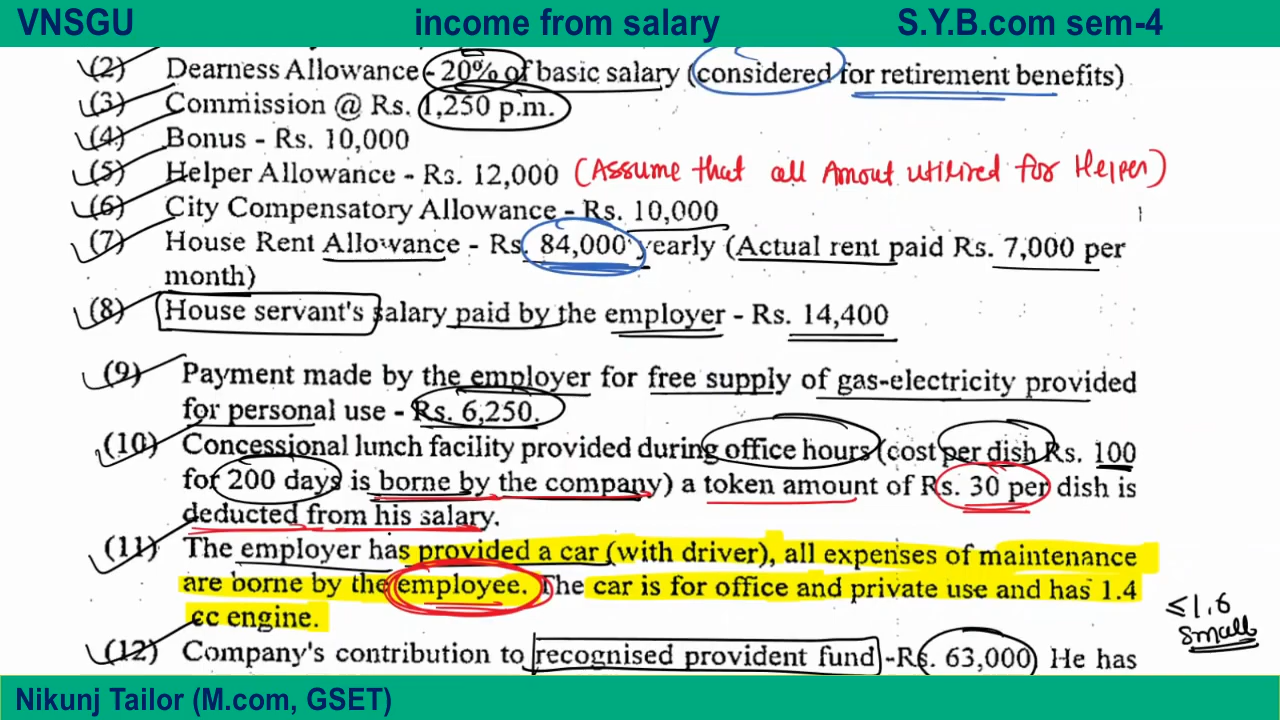 VNSGU income from salary S.Y.B.com sem-4
(2) Dearness Allowance - 20% of basic salary (considered for retirement benefits)
(3) Commission @ Rs. 1,250 p.m.
(4) Bonus - Rs. 10,000
(5) Helper Allowance - Rs. 12,000 (Assume that all Amout utilized for Helper)
(6) City Compensatory Allowance - Rs. 10,000
(7) House Rent Allowance - Rs. 84,000 yearly (Actual rent paid Rs. 7,000 per
month)
(8) House servant's salary paid by the employer - Rs. 14,400
(9) Payment made by the employer for free supply of gas-electricity provided
for personal use - Rs. 6,250.
(10) Concessional lunch facility provided during office hours (cost per dish Rs. 100
for 200 days is borne by the company) a token amount of Rs. 30 per dish is
deducted from his salary.
(11) The employer has provided a car (with driver), all expenses of maintenance
are borne by the employee. The car is for office and private use and has 1.4
cc engine.
≤1.6
small
(12) Company's contribution to recognised provident fund -Rs. 63,000) He has
Nikunj Tailor (M.com, GSET)